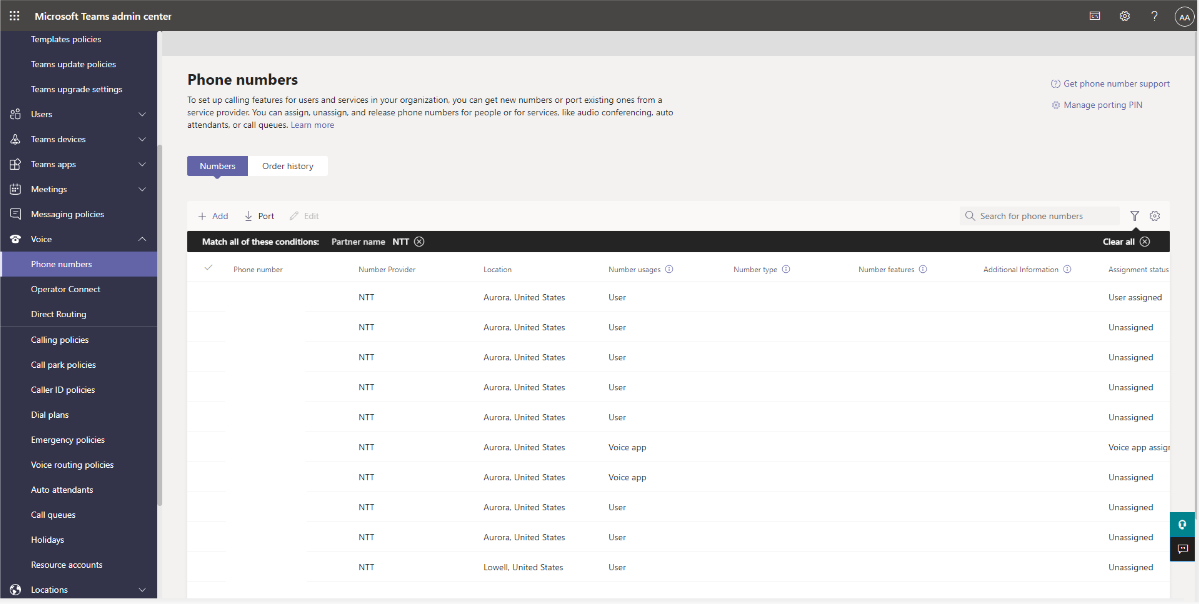 Microsoft Teams admin center
?
AA
Templates policies
Teams update policies
Teams upgrade settings
Users
Teams devices
Teams apps
Meetings
Messaging policies
Voice
Phone numbers
Operator Connect
Direct Routing
Calling policies
Call park policies
Caller ID policies
Dial plans
Emergency policies
Voice routing policies
Auto attendants
Call queues
Holidays
Resource accounts
Locations
Phone numbers
To set up calling features for users and services in your organization, you can get new numbers or port existing ones from a
service provider. You can assign, unassign, and release phone numbers for people or for services, like audio conferencing, auto
attendants, or call queues. Learn more
Get phone number support
Manage porting PIN
Numbers Order history
Add Port Edit Search for phone numbers
Match all of these conditions: Partner name NTT Clear all
Phone number Number Provider Location Number usages Number type Number features Additional Information Assignment status
NTT Aurora, United States User User assigned
NTT Aurora, United States User Unassigned
NTT Aurora, United States User Unassigned
NTT Aurora, United States User Unassigned
NTT Aurora, United States User Unassigned
NTT Aurora, United States Voice app Voice app assign
NTT Aurora, United States Voice app Unassigned
NTT Aurora, United States User Unassigned
NTT Aurora, United States User Unassigned
NTT Lowell, United States User Unassigned